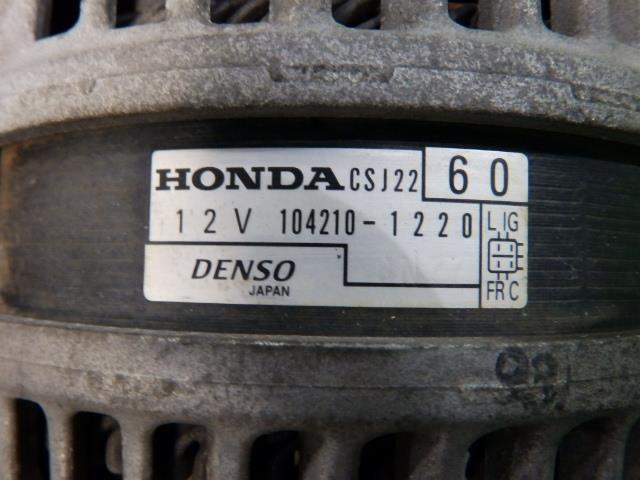 HONDA CSJ22 60
12V 104210-1220
L IG
DENSO
JAPAN
FR C